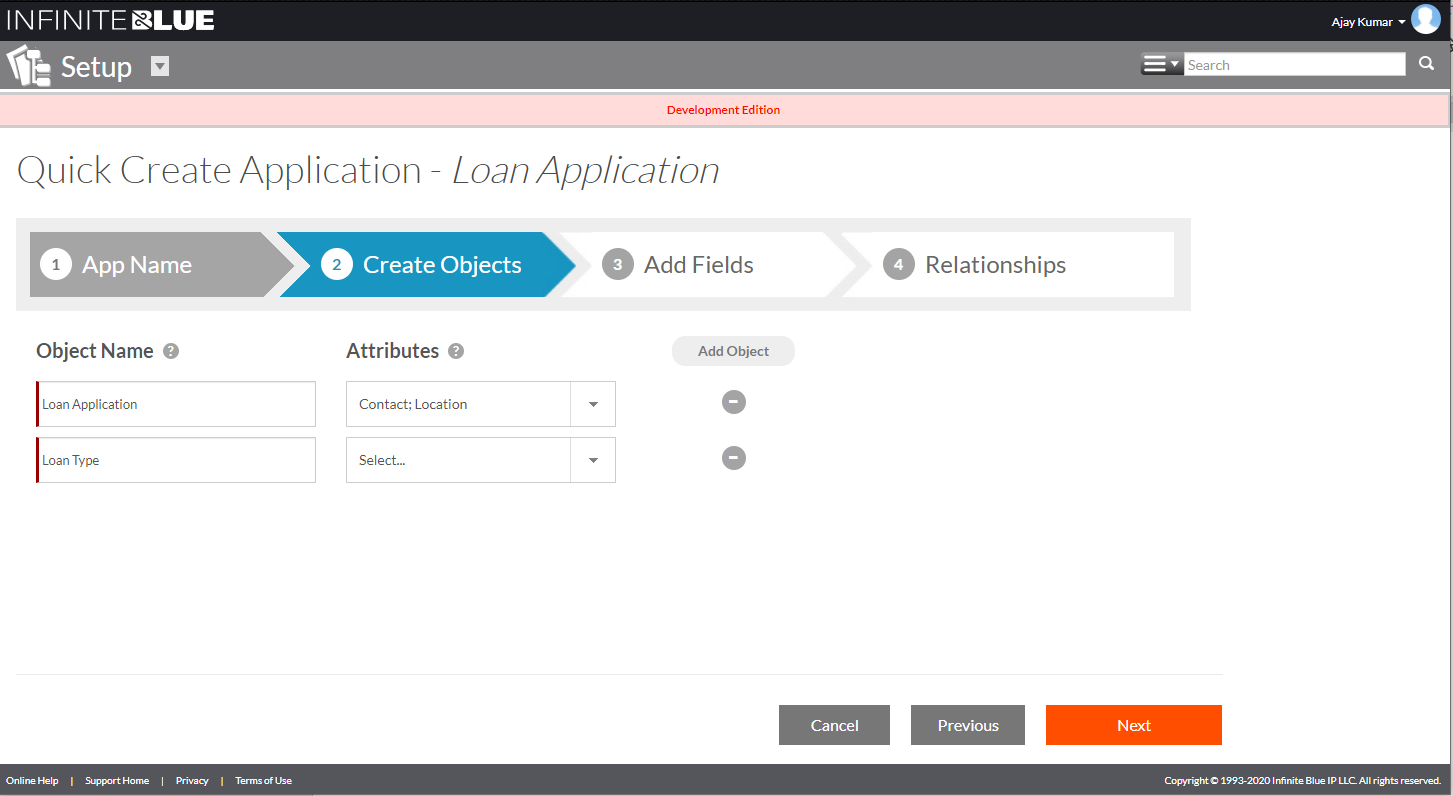 INFINITE BLUE
Ajay Kumar
Setup
Search
Development Edition
Quick Create Application - Loan Application
1 App Name
2 Create Objects
3 Add Fields
4 Relationships
Object Name ?
Attributes ?
Add Object
Loan Application
Contact; Location
Loan Type
Select...
Cancel
Previous
Next
Online Help | Support Home | Privacy | Terms of Use
Copyright © 1993-2020 Infinite Blue IP LLC. All rights reserved.